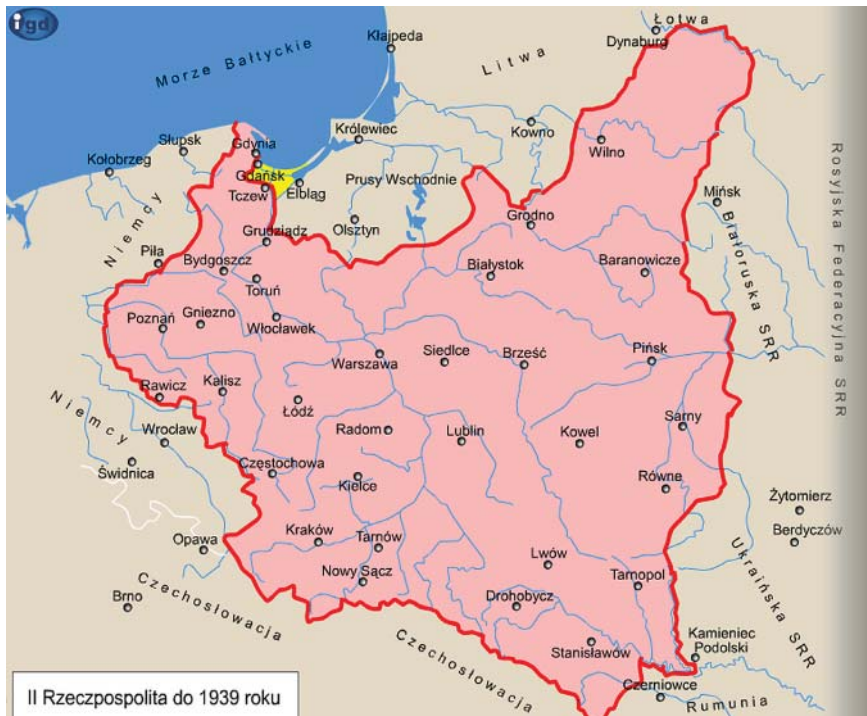 igd
Łotwa
Kłajpeda
Dynaburg
Morze Bałtyckie
Litwa
Kowno
Królewiec
Słupsk
Gdynia
Wilno
Kołobrzeg
Gdańsk
Prusy Wschodnie
Tczew
Elbląg
Mińsk
Niemcy
Grudziądz
Olsztyn
Grodno
Piła
Bydgoszcz
Białystok
Baranowicze
Białoruska SRR
Rosyjska Federacyjna SRR
Toruń
Poznań
Gniezno
Włocławek
Warszawa
Siedlce
Brześć
Pińsk
Rawicz
Kalisz
Łódź
Niemcy
Wrocław
Radom
Lublin
Kowel
Sarny
Świdnica
Częstochowa
Kielce
Równe
Żytomierz
Berdyczów
Opawa
Kraków
Tarnów
Nowy Sącz
Lwów
Tarnopol
Ukraińska SRR
Brno
Czechosłowacja
Drohobycz
Czechosłowacja
Stanisławów
Kamieniec
Podolski
Czerniowce
Rumunia
II Rzeczpospolita do 1939 roku